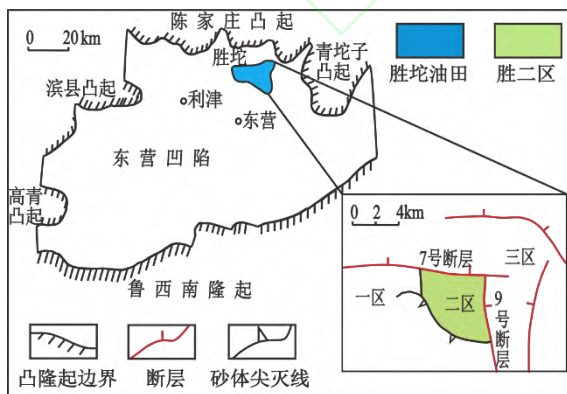 0 20km
陈家庄凸起
胜坨
青坨子
凸起
滨县凸起
利津
东营
东营凹陷
高青
凸起
鲁西南隆起
胜坨油田
胜二区
0 2 4km
7号断层
三区
一区
二区
9号断层
凸隆起边界
断层
砂体尖灭线